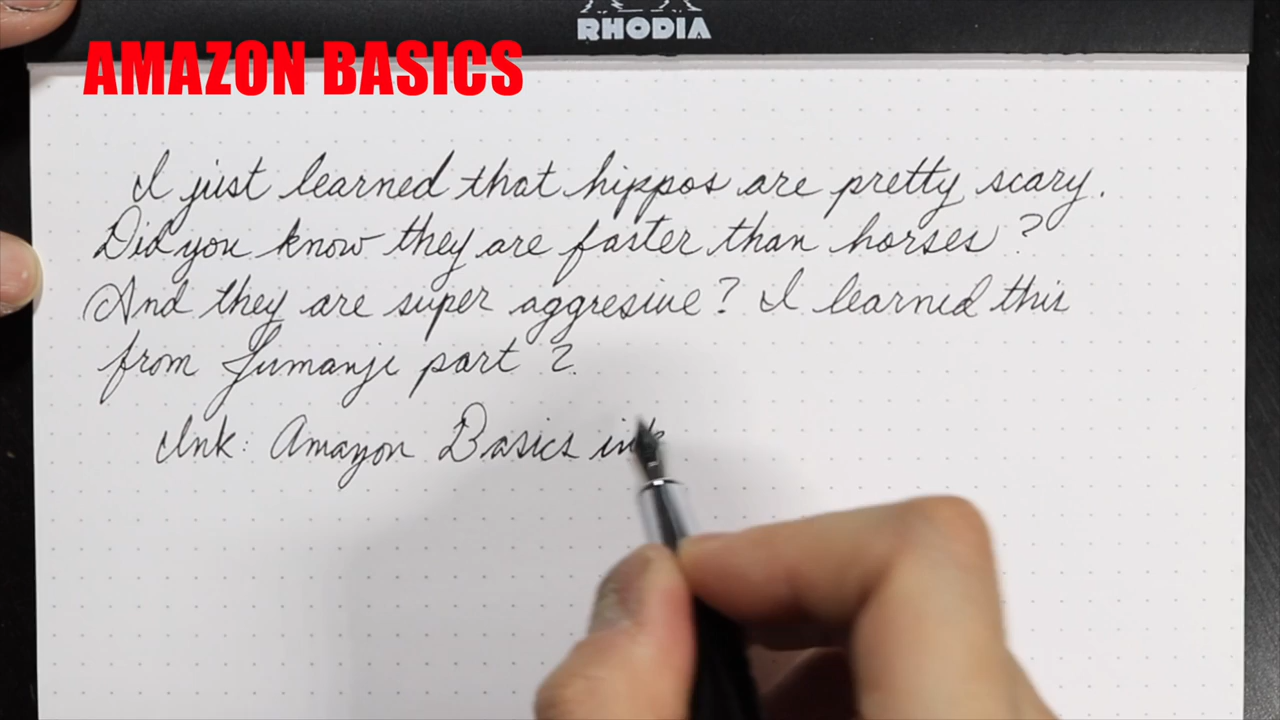 RHODIA
AMAZON BASICS
I just learned that hippos are pretty scary.
Did you know they are faster than horses?
And they are super aggresive? I learned this
from Jumanji part 2.
Ink: Amazon Basics ink